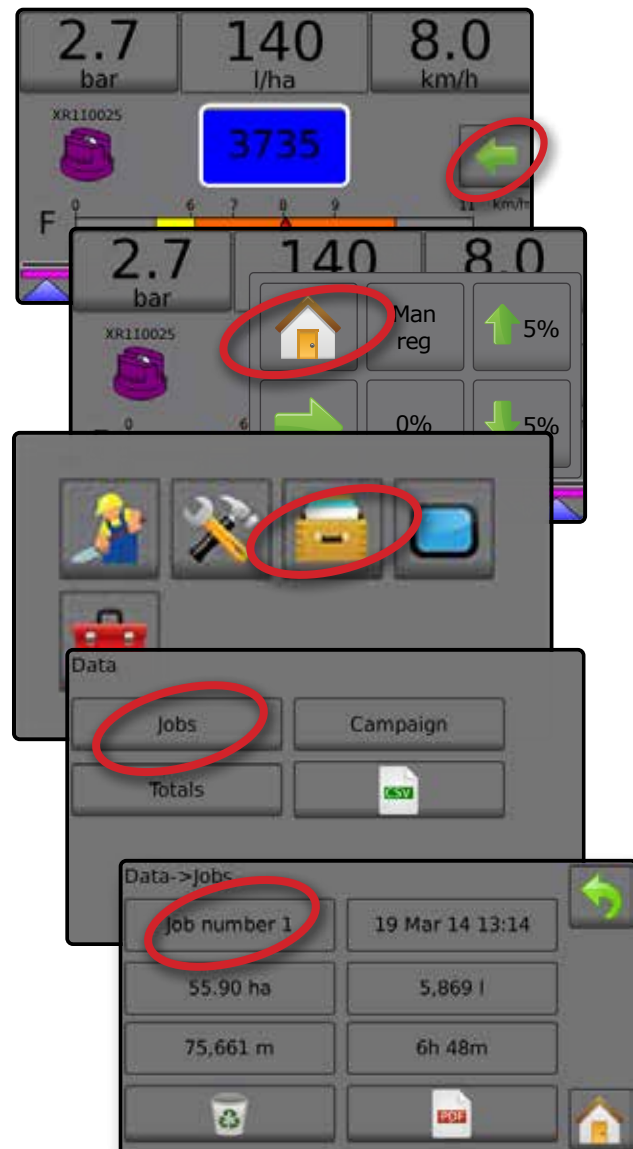 2.7 140 8.0
bar l/ha km/h
XR110025
3735
0 6 7 8 9 11 km/h
F
2.7 140 8.0
bar
XR110025
Man
reg
5%
0 6
0%
5%
Data
Jobs Campaign
Totals CSV
Data->Jobs
Job number 1 19 Mar 14 13:14
55.90 ha 5,869 l
75,661 m 6h 48m
PDF